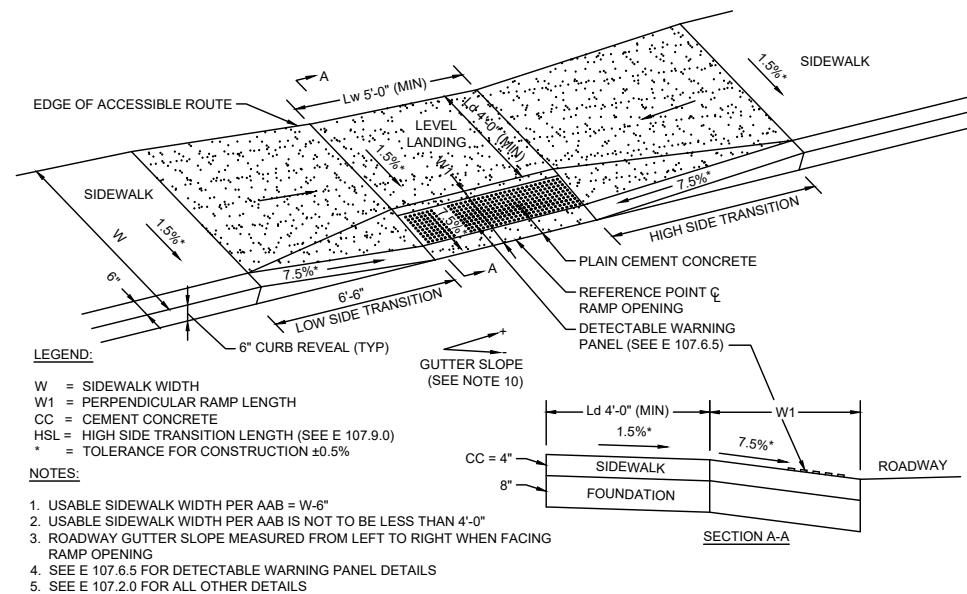 A
Lw 5'-0" (MIN)
1.5%*
SIDEWALK
EDGE OF ACCESSIBLE ROUTE
Ld 4'-0" (MIN)
LEVEL
LANDING
1.5%*
W1
SIDEWALK
7.5%*
7.5%*
HIGH SIDE TRANSITION
1.5%*
W
A
PLAIN CEMENT CONCRETE
6"
7.5%*
6'-6"
LOW SIDE TRANSITION
REFERENCE POINT ℄
RAMP OPENING
DETECTABLE WARNING
PANEL (SEE E 107.6.5)
6" CURB REVEAL (TYP)
+
-
GUTTER SLOPE
(SEE NOTE 10)
LEGEND:
W = SIDEWALK WIDTH
W1 = PERPENDICULAR RAMP LENGTH
CC = CEMENT CONCRETE
HSL = HIGH SIDE TRANSITION LENGTH (SEE E 107.9.0)
* = TOLERANCE FOR CONSTRUCTION ±0.5%
NOTES:
1. USABLE SIDEWALK WIDTH PER AAB = W-6"
2. USABLE SIDEWALK WIDTH PER AAB IS NOT TO BE LESS THAN 4'-0"
3. ROADWAY GUTTER SLOPE MEASURED FROM LEFT TO RIGHT WHEN FACING
RAMP OPENING
4. SEE E 107.6.5 FOR DETECTABLE WARNING PANEL DETAILS
5. SEE E 107.2.0 FOR ALL OTHER DETAILS
Ld 4'-0" (MIN)
W1
1.5%*
7.5%*
CC = 4"
SIDEWALK
ROADWAY
8"
FOUNDATION
SECTION A-A